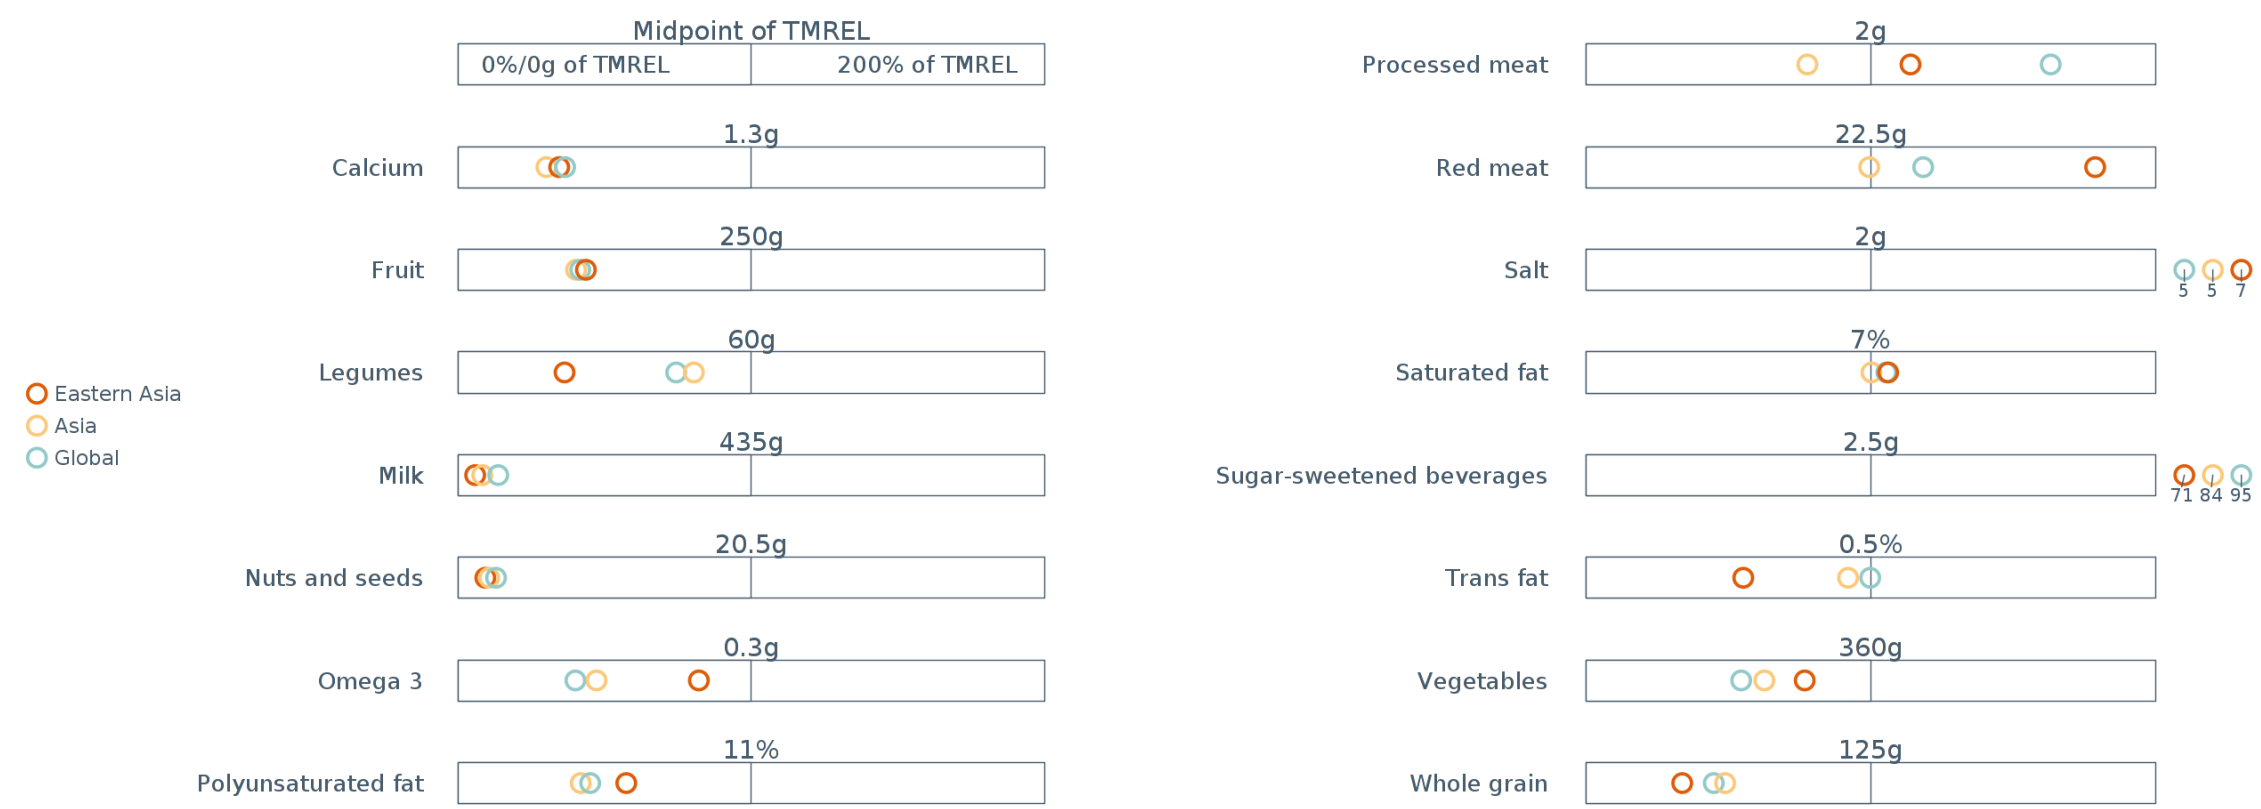 Midpoint of TMREL
0%/0g of TMREL 200% of TMREL
1.3g
Calcium
250g
Fruit
60g
Legumes
435g
Milk
20.5g
Nuts and seeds
0.3g
Omega 3
11%
Polyunsaturated fat
Eastern Asia
Asia
Global
2g
Processed meat
22.5g
Red meat
2g
Salt
5 5 7
7%
Saturated fat
2.5g
Sugar-sweetened beverages
71 84 95
0.5%
Trans fat
360g
Vegetables
125g
Whole grain